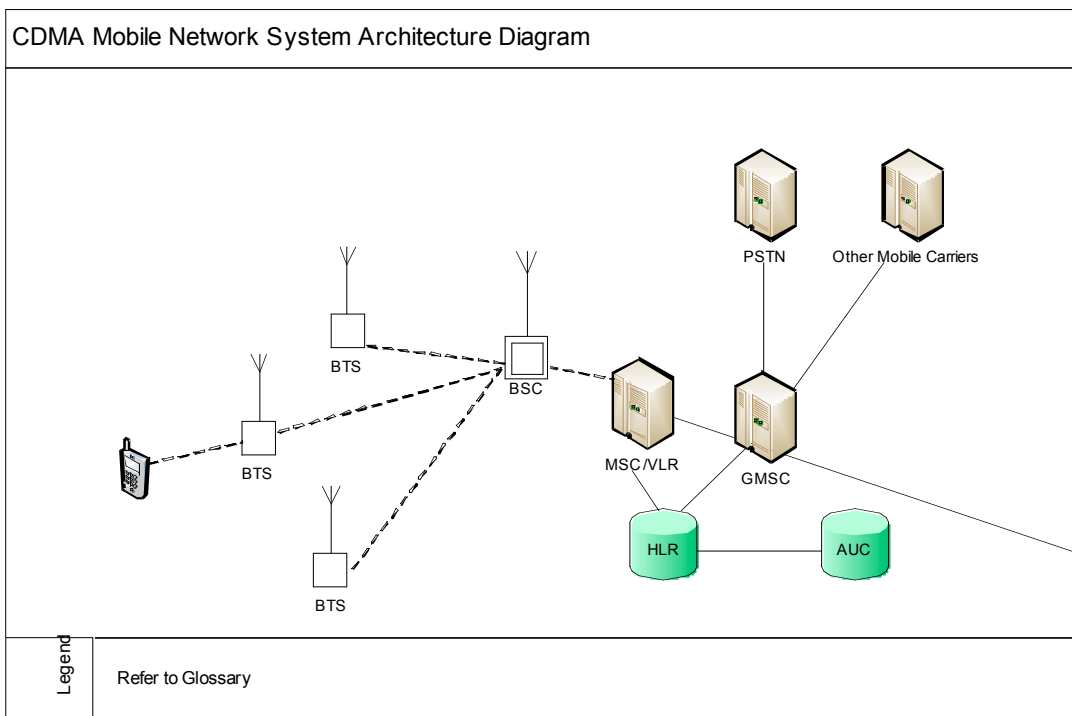 CDMA Mobile Network System Architecture Diagram
PSTN
Other Mobile Carriers
BTS
BSC
BTS
MSC/VLR
GMSC
HLR
AUC
BTS
Legend
Refer to Glossary